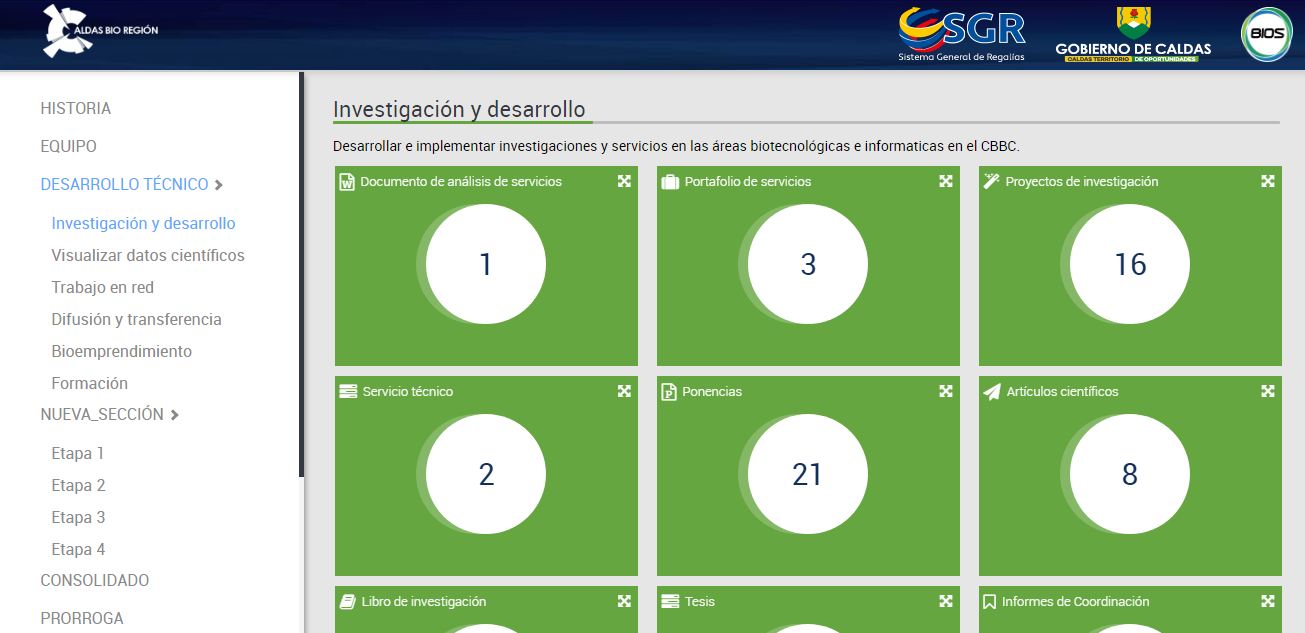 ALDAS BIO REGIÓN
SGR
Sistema General de Regalías
GOBIERNO DE CALDAS
CALDAS TERRITORIO DE OPORTUNIDADES
BIOS
HISTORIA
EQUIPO
DESARROLLO TÉCNICO
Investigación y desarrollo
Visualizar datos científicos
Trabajo en red
Difusión y transferencia
Bioemprendimiento
Formación
NUEVA_SECCIÓN
Etapa 1
Etapa 2
Etapa 3
Etapa 4
CONSOLIDADO
PRORROGA
Investigación y desarrollo
Desarrollar e implementar investigaciones y servicios en las áreas biotecnológicas e informaticas en el CBBC.
Documento de análisis de servicios
1
Portafolio de servicios
3
Proyectos de investigación
16
Servicio técnico
2
Ponencias
21
Artículos científicos
8
Libro de investigación
Tesis
Informes de Coordinación